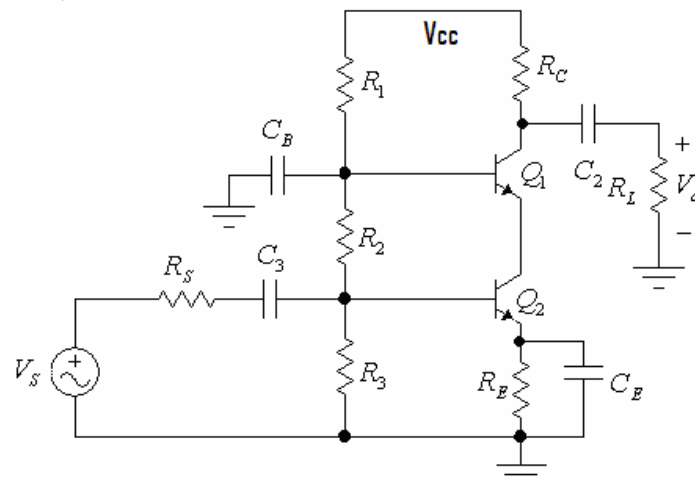 Vcc
R1
RC
CB
Q1
C2
RL
+
V
−
R2
RS
C3
Q2
VS
+
R3
RE
CE